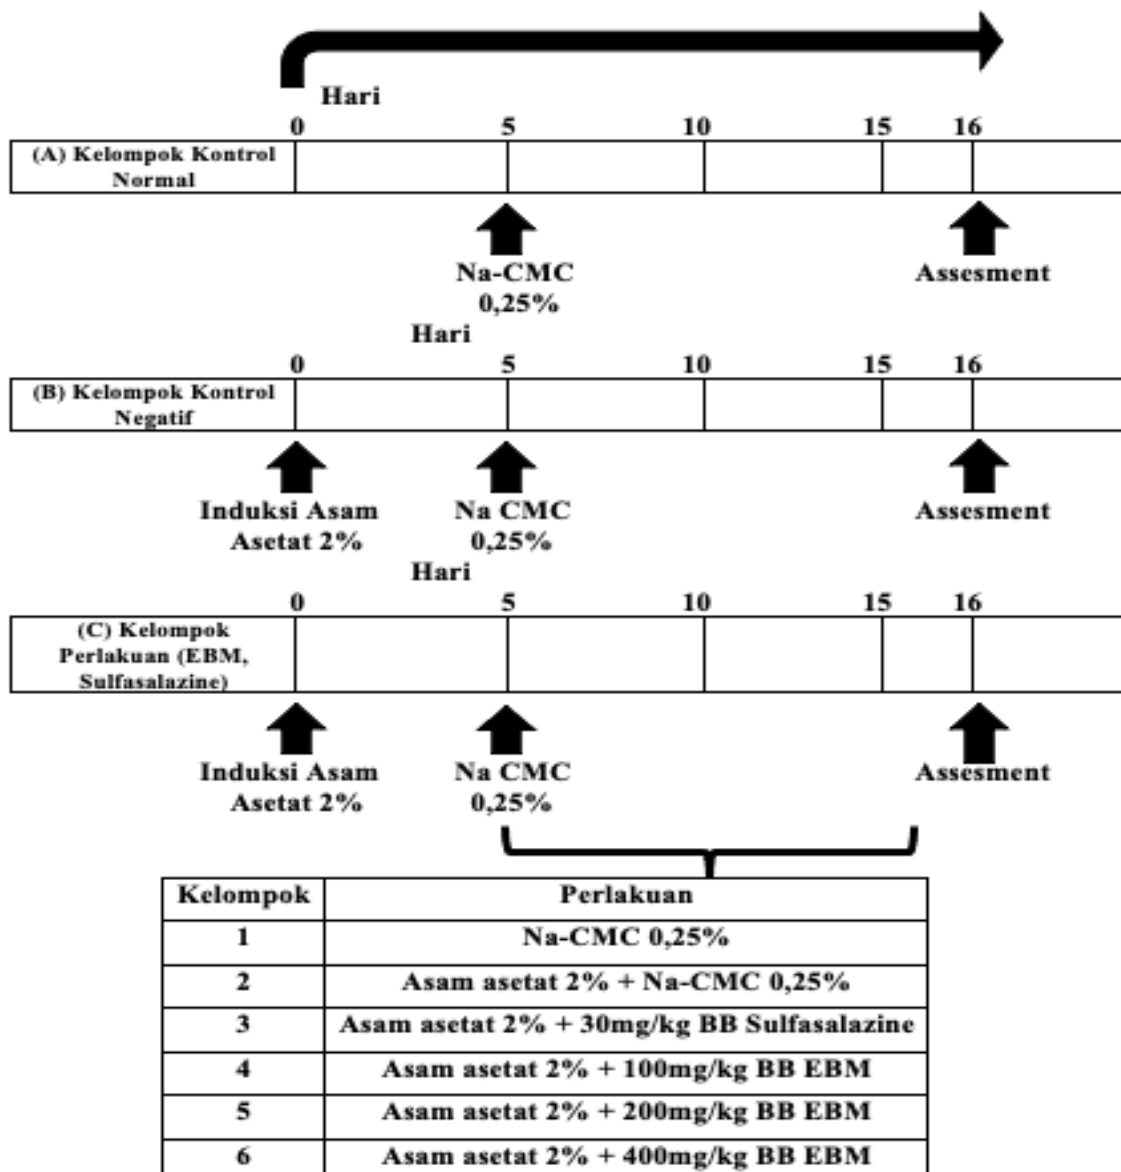 Hari
0 5 10 15 16
(A) Kelompok Kontrol
Normal
Na-CMC
0,25%
Assesment
Hari
0 5 10 15 16
(B) Kelompok Kontrol
Negatif
Induksi Asam
Asetat 2%
Na CMC
0,25%
Assesment
Hari
0 5 10 15 16
(C) Kelompok
Perlakuan (EBM,
Sulfasalazine)
Induksi Asam
Asetat 2%
Na CMC
0,25%
Assesment
Kelompok Perlakuan
1 Na-CMC 0,25%
2 Asam asetat 2% + Na-CMC 0,25%
3 Asam asetat 2% + 30mg/kg BB Sulfasalazine
4 Asam asetat 2% + 100mg/kg BB EBM
5 Asam asetat 2% + 200mg/kg BB EBM
6 Asam asetat 2% + 400mg/kg BB EBM